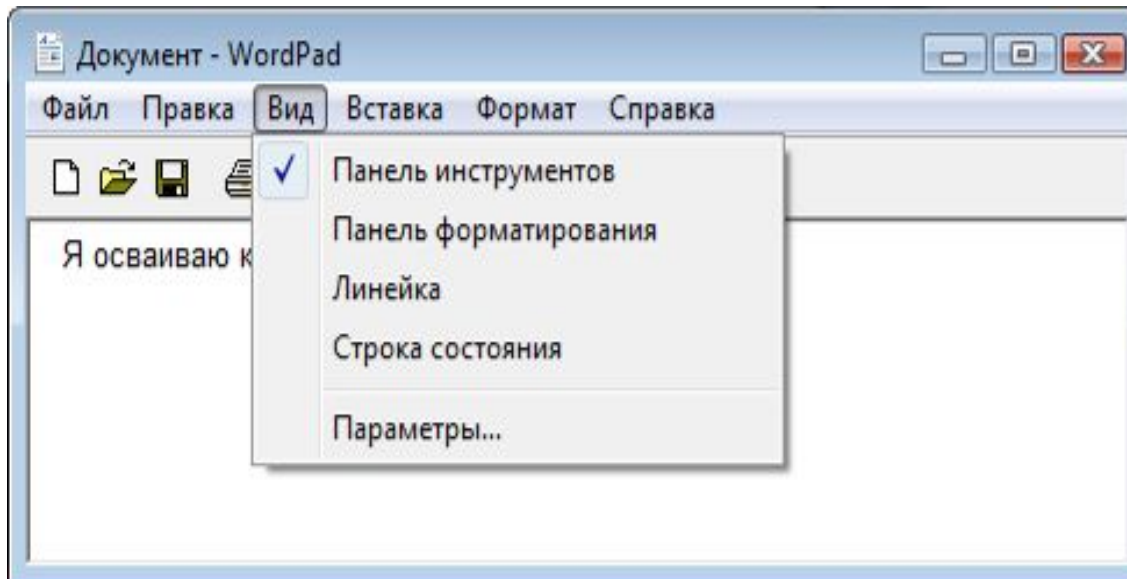 Документ - WordPad
Файл Правка Вид Вставка Формат Справка
Панель инструментов
Панель форматирования
Я осваиваю
Линейка
Строка состояния
Параметры...